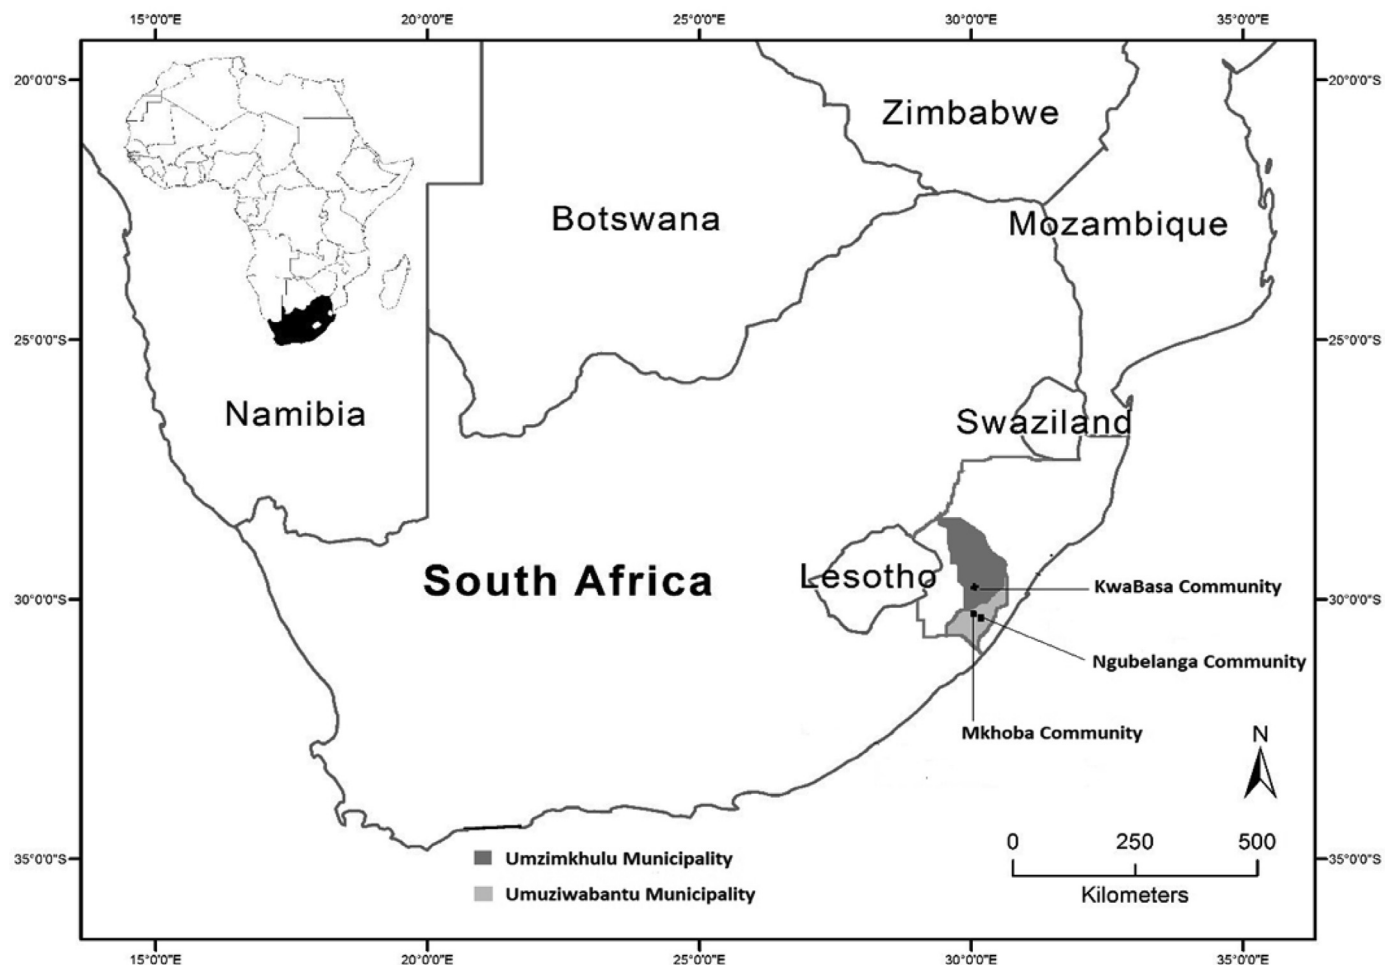 15°0'0"E 20°0'0"E 25°0'0"E 30°0'0"E 35°0'0"E
20°0'0"S 20°0'0"S
Zimbabwe
Botswana
Mozambique
25°0'0"S 25°0'0"S
Namibia
Swaziland
South Africa
Lesotho
KwaBasa Community
30°0'0"S 30°0'0"S
Ngubelanga Community
Mkhoba Community
N
0 250 500
Kilometers
35°0'0"S 35°0'0"S
Umzimkhulu Municipality
Umuziwabantu Municipality
15°0'0"E 20°0'0"E 25°0'0"E 30°0'0"E 35°0'0"E